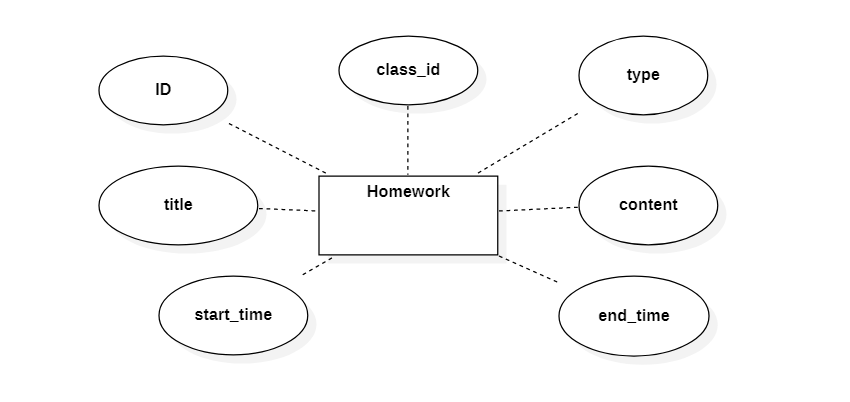 class_id
type
ID
Homework
title
content
start_time
end_time